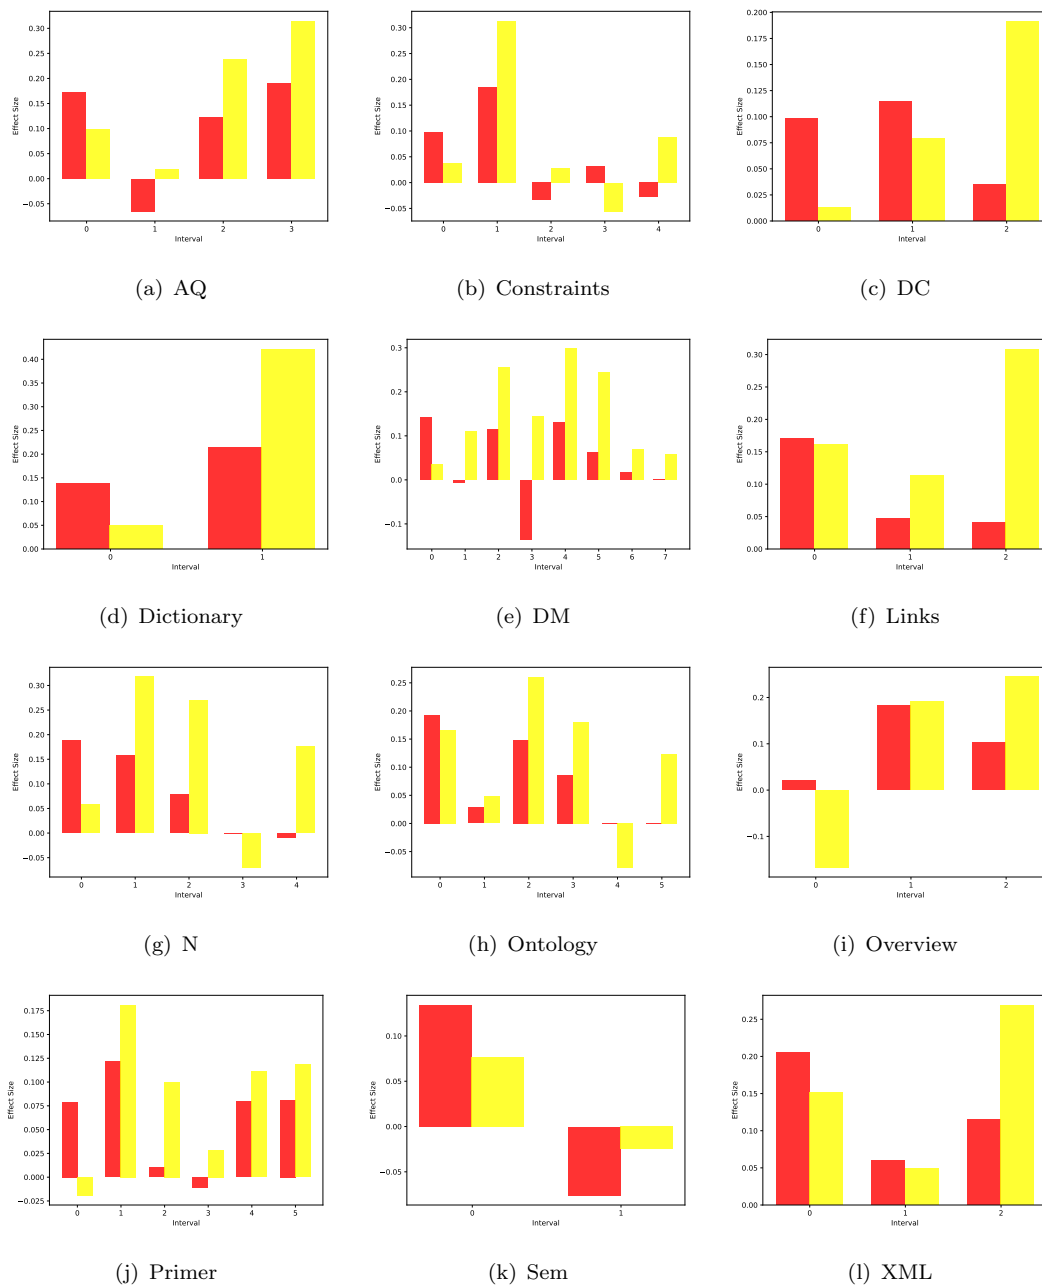 0.30
0.25
0.20
0.15
0.10
0.05
0.00
−0.05
Effect Size
0 1 2 3
Interval
(a) AQ
0.30
0.25
0.20
0.15
0.10
0.05
0.00
−0.05
Effect Size
0 1 2 3 4
Interval
(b) Constraints
0.200
0.175
0.150
0.125
0.100
0.075
0.050
0.025
0.000
Effect Size
0 1 2
Interval
(c) DC
0.40
0.35
0.30
0.25
0.20
0.15
0.10
0.05
0.00
Effect Size
0 1
Interval
(d) Dictionary
0.3
0.2
0.1
0.0
−0.1
Effect Size
0 1 2 3 4 5 6 7
Interval
(e) DM
0.30
0.25
0.20
0.15
0.10
0.05
0.00
Effect Size
0 1 2
Interval
(f) Links
0.30
0.25
0.20
0.15
0.10
0.05
0.00
−0.05
Effect Size
0 1 2 3 4
Interval
(g) N
0.25
0.20
0.15
0.10
0.05
0.00
−0.05
Effect Size
0 1 2 3 4 5
Interval
(h) Ontology
0.2
0.1
0.0
−0.1
Effect Size
0 1 2
Interval
(i) Overview
0.175
0.150
0.125
0.100
0.075
0.050
0.025
0.000
−0.025
Effect Size
0 1 2 3 4 5
Interval
(j) Primer
0.10
0.05
0.00
−0.05
Effect Size
0 1
Interval
(k) Sem
0.25
0.20
0.15
0.10
0.05
0.00
Effect Size
0 1 2
Interval
(l) XML